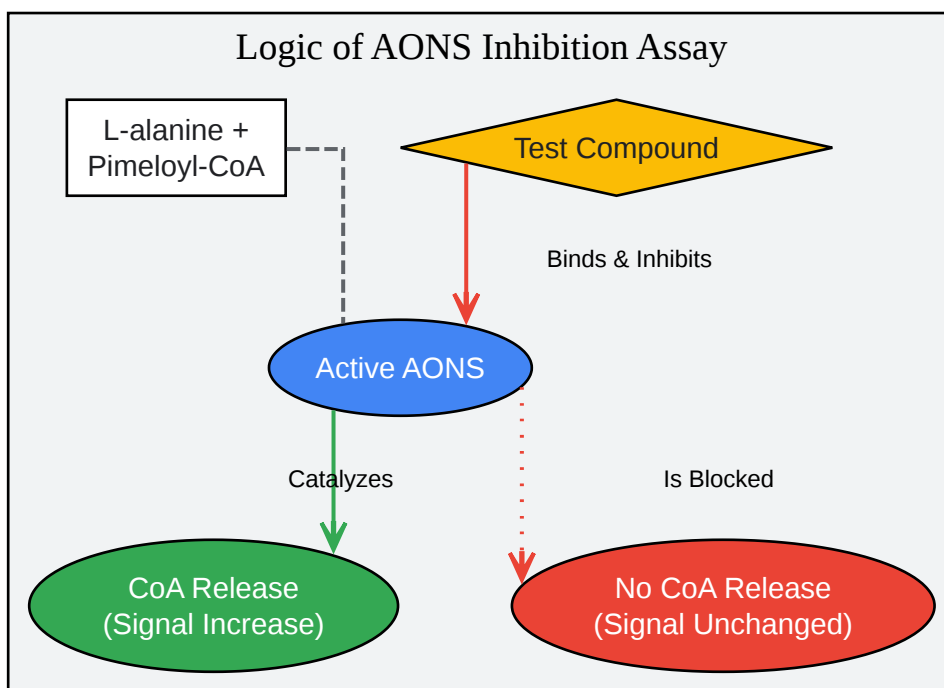 Logic of AONS Inhibition Assay
L-alanine +
Pimeloyl-CoA
Test Compound
Binds & Inhibits
Active AONS
Catalyzes
Is Blocked
CoA Release
(Signal Increase)
No CoA Release
(Signal Unchanged)